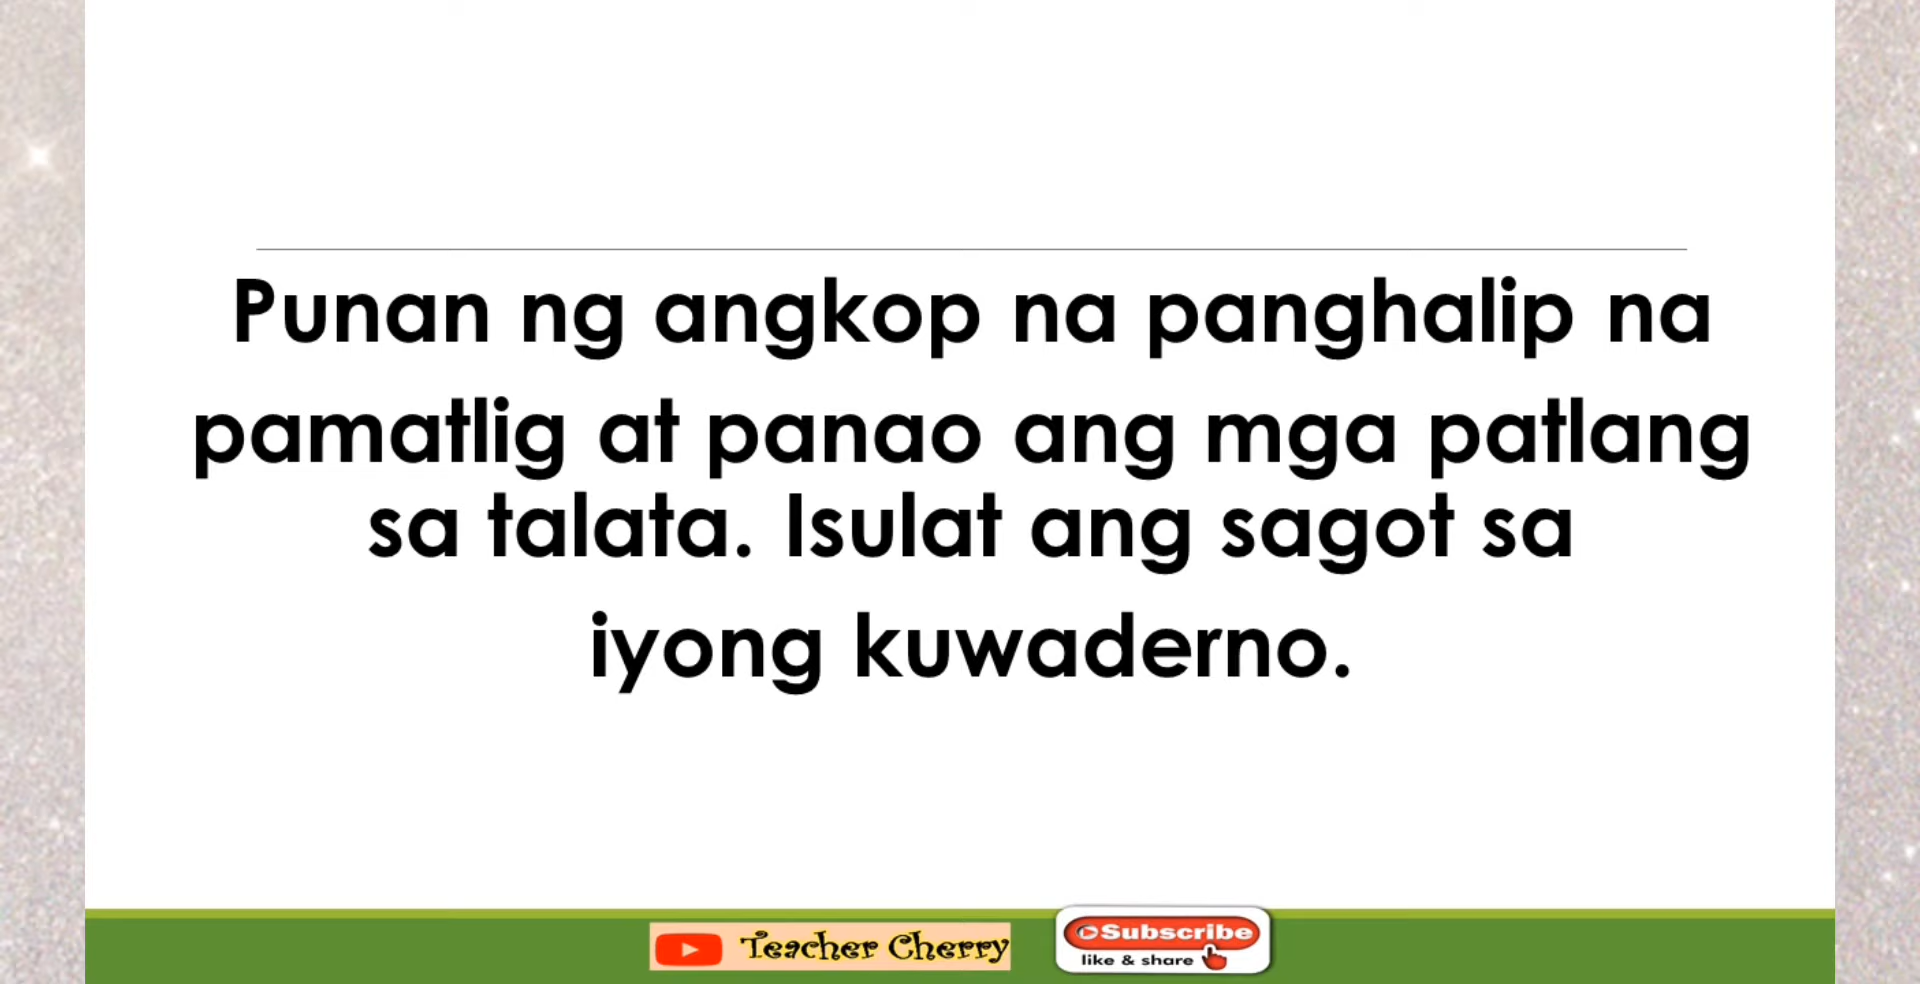 Punan ng angkop na panghalip na
pamatlig at panao ang mga patlang
sa talata. Isulat ang sagot sa
iyong kuwaderno.
Teacher Cherry
Subscribe
like & share